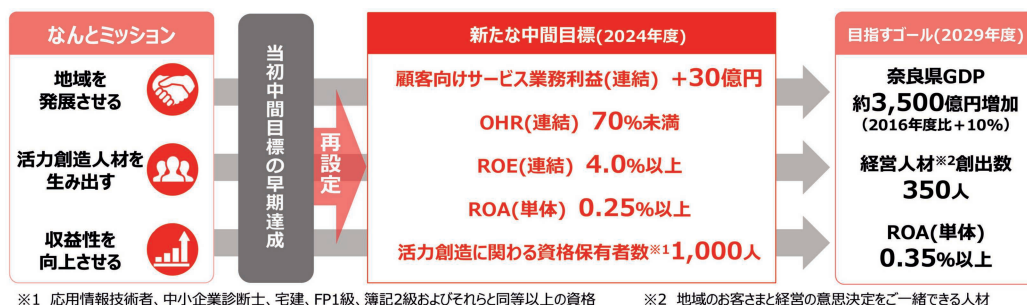 なんとミッション
地域を
発展させる
活力創造人材を
生み出す
収益性を
向上させる
当初中間目標の早期達成
再設定
新たな中間目標(2024年度)
顧客向けサービス業務利益(連結) +30億円
OHR(連結) 70%未満
ROE(連結) 4.0%以上
ROA(単体) 0.25%以上
活力創造に関わる資格保有者数※1 1,000人
目指すゴール(2029年度)
奈良県GDP
約3,500億円増加
(2016年度比+10%)
経営人材※2創出数
350人
ROA(単体)
0.35%以上
※1 応用情報技術者、中小企業診断士、宅建、FP1級、簿記2級およびそれらと同等以上の資格
※2 地域のお客さまと経営の意思決定をご一緒できる人材